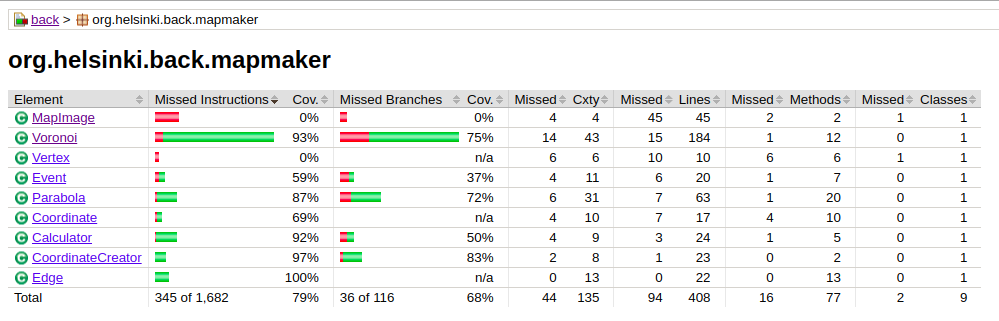 back > org.helsinki.back.mapmaker
org.helsinki.back.mapmaker
Element Missed Instructions Cov. Missed Branches Cov. Missed Cxty Missed Lines Missed Methods Missed Classes
C MapImage 0% 0% 4 4 45 45 2 2 1 1
C Voronoi 93% 75% 14 43 15 184 1 12 0 1
C Vertex 0% n/a 6 6 10 10 6 6 1 1
C Event 59% 37% 4 11 6 20 1 7 0 1
C Parabola 87% 72% 6 31 7 63 1 20 0 1
C Coordinate 69% n/a 4 10 7 17 4 10 0 1
C Calculator 92% 50% 4 9 3 24 1 5 0 1
C CoordinateCreator 97% 83% 2 8 1 23 0 2 0 1
C Edge 100% n/a 0 13 0 22 0 13 0 1
Total 345 of 1,682 79% 36 of 116 68% 44 135 94 408 16 77 2 9